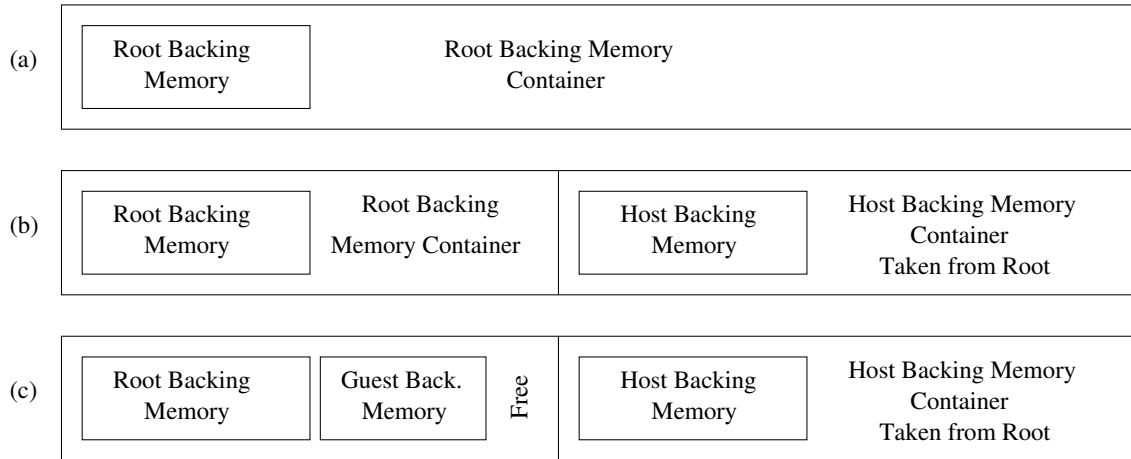 (a)
Root Backing
Memory
Root Backing Memory
Container
(b)
Root Backing
Memory
Root Backing
Memory Container
Host Backing
Memory
Host Backing Memory
Container
Taken from Root
(c)
Root Backing
Memory
Guest Back.
Memory
Free
Host Backing
Memory
Host Backing Memory
Container
Taken from Root